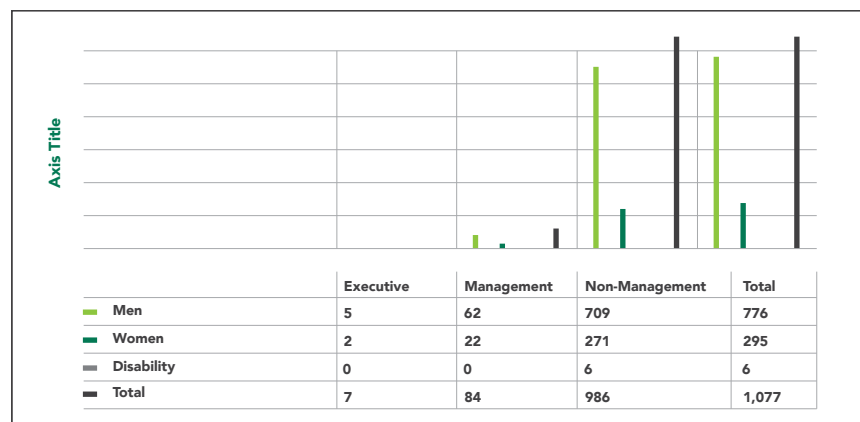 Axis Title
Executive Management Non-Management Total
Men 5 62 709 776
Women 2 22 271 295
Disability 0 0 6 6
Total 7 84 986 1,077